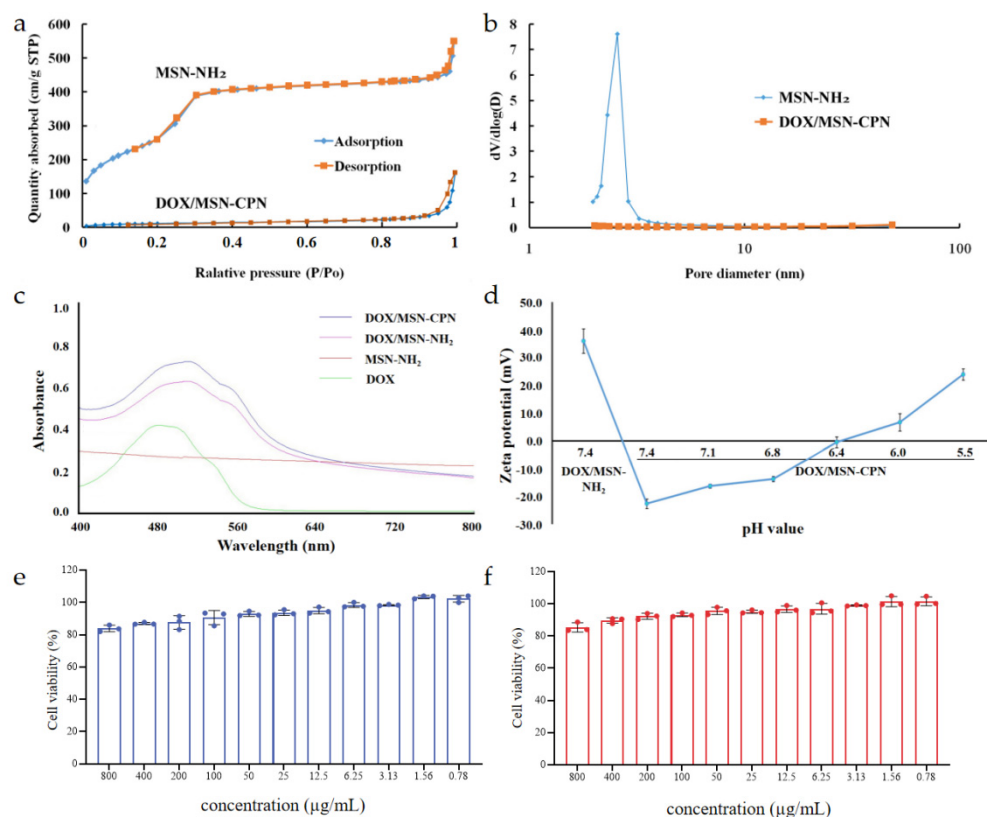 a
600
500
400
300
200
100
0
Quantity absorbed (cm/g STP)
MSN-NH₂
Adsorption
Desorption
DOX/MSN-CPN
0
0.2
0.4
0.6
0.8
1
Ralative pressure (P/Po)
b
8
7
6
5
4
3
2
1
0
dV/dlog(D)
MSN-NH₂
DOX/MSN-CPN
1
10
100
Pore diameter (nm)
c
1.0
0.8
0.6
0.4
0.2
0.0
Absorbance
DOX/MSN-CPN
DOX/MSN-NH₂
MSN-NH₂
DOX
400
480
560
640
720
800
Wavelength (nm)
d
50.0
40.0
30.0
20.0
10.0
0.0
-10.0
-20.0
-30.0
Zeta potential (mV)
7.4
7.4
7.1
6.8
6.4
6.0
5.5
DOX/MSN-
NH₂
DOX/MSN-CPN
pH value
e
120
100
80
60
40
20
0
Cell viability (%)
800
400
200
100
50
25
12.5
6.25
3.13
1.56
0.78
concentration (µg/mL)
f
120
100
80
60
40
20
0
Cell viability (%)
800
400
200
100
50
25
12.5
6.25
3.13
1.56
0.78
concentration (µg/mL)